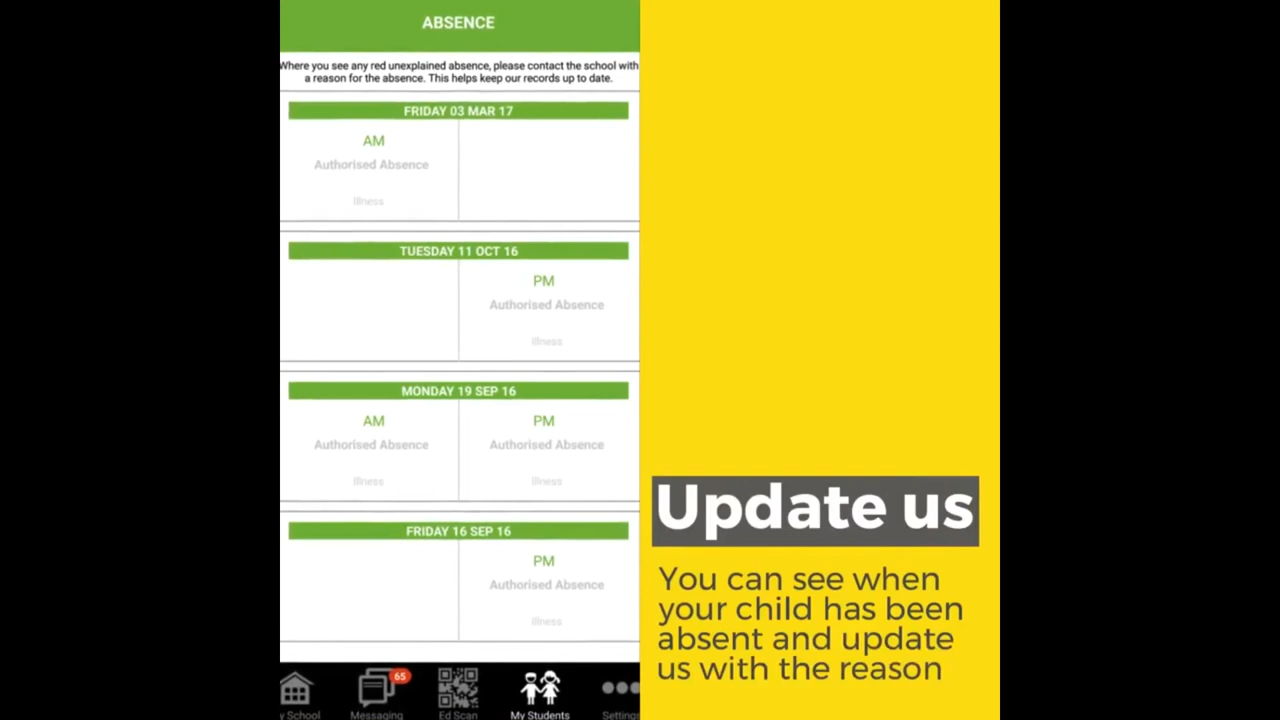 ABSENCE
Where you see any red unexplained absence, please contact the school with
a reason for the absence. This helps keep our records up to date.
FRIDAY 03 MAR 17
AM
Authorised Absence
Illness
TUESDAY 11 OCT 16
PM
Authorised Absence
Illness
MONDAY 19 SEP 16
AM PM
Authorised Absence Authorised Absence
Illness Illness
FRIDAY 16 SEP 16
PM
Authorised Absence
Illness
65
y School Messaging Ed Scan My Students Settings
Update us
You can see when
your child has been
absent and update
us with the reason